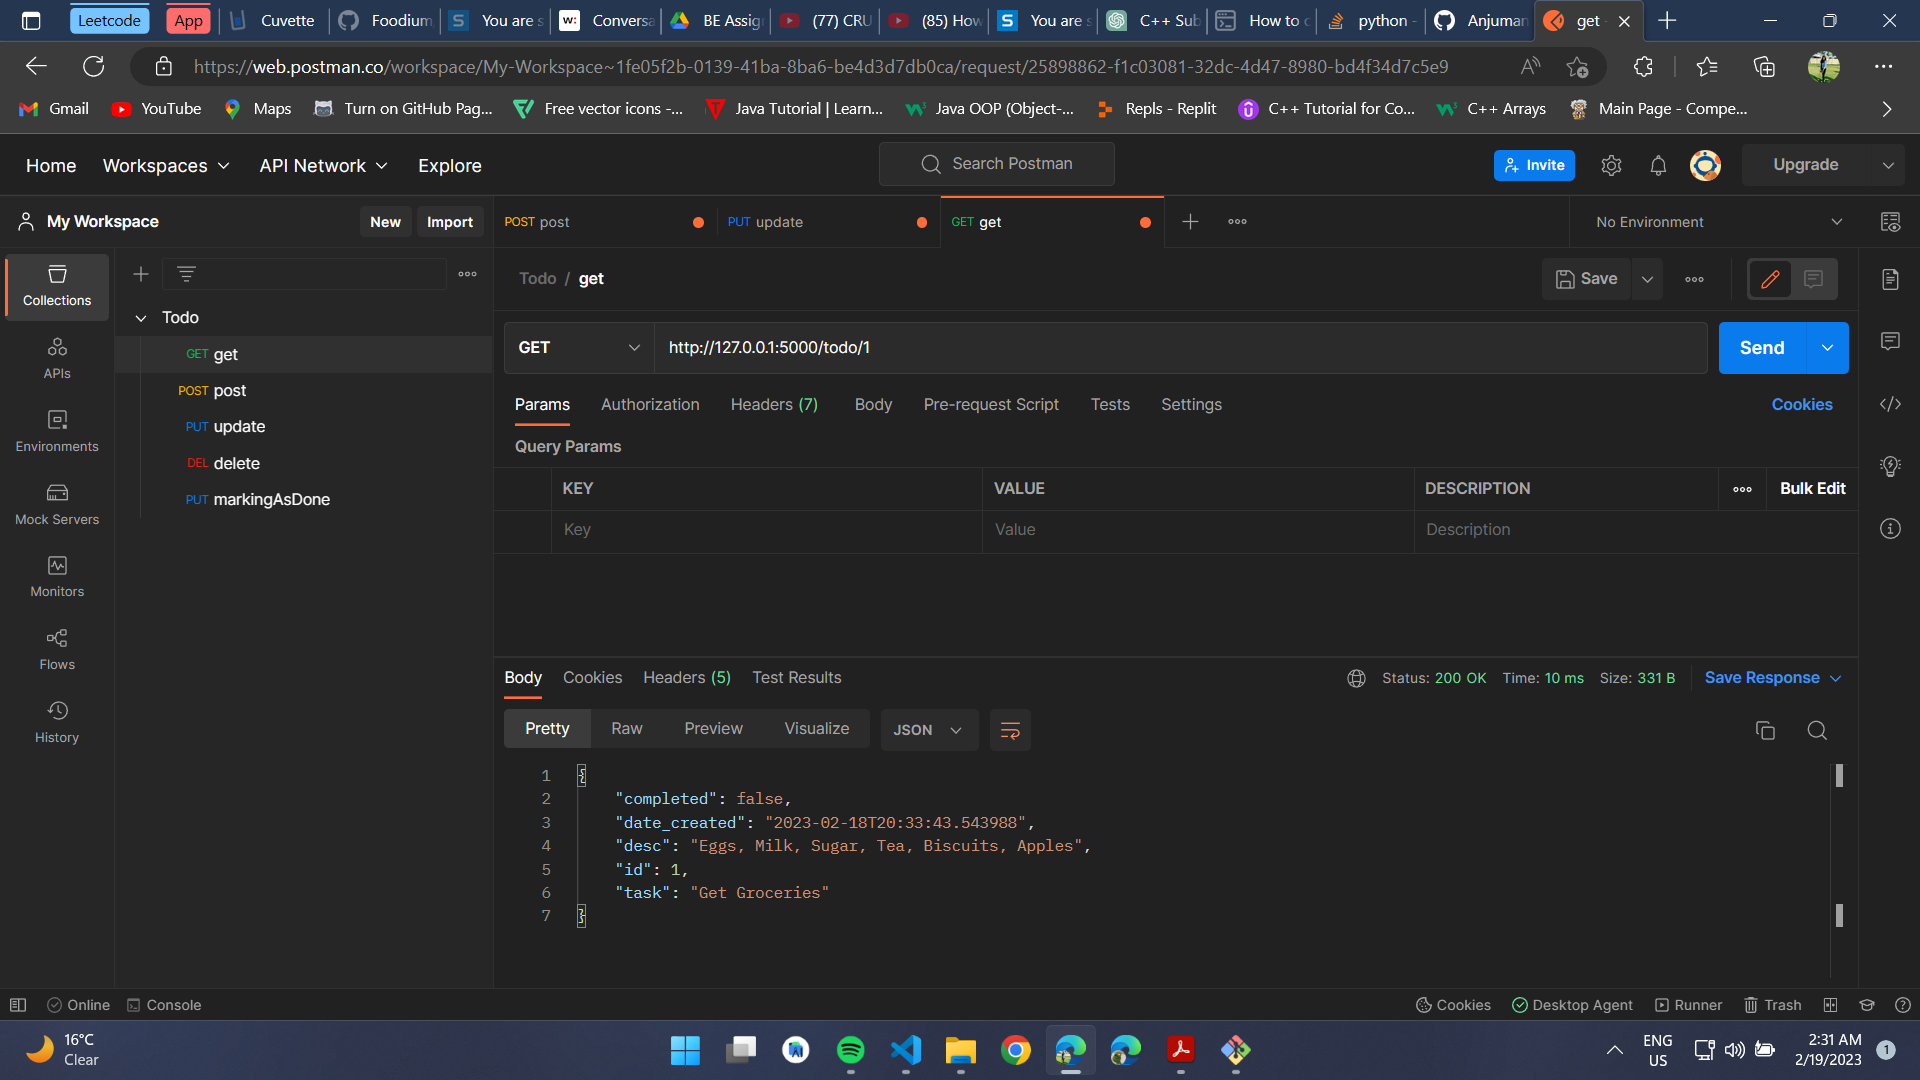 Leetcode App Cuvette Foodium You are s Conversa BE Assig (77) CRU (85) How You are s C++ Sub How to c python - Anjuman get
https://web.postman.co/workspace/My-Workspace~1fe05f2b-0139-41ba-8ba6-be4d3d7db0ca/request/25898862-f1c03081-32dc-4d47-8980-bd4f34d7c5e9
Gmail YouTube Maps Turn on GitHub Pag... Free vector icons -... Java Tutorial | Learn... Java OOP (Object-... Repls - Replit C++ Tutorial for Co... C++ Arrays Main Page - Compe...
Home Workspaces API Network Explore Search Postman Invite Upgrade
My Workspace New Import POST post PUT update GET get No Environment
Collections
APIs
Environments
Mock Servers
Monitors
Flows
History
Todo
GET get
POST post
PUT update
DEL delete
PUT markingAsDone
Todo / get Save
GET http://127.0.0.1:5000/todo/1 Send
Params Authorization Headers (7) Body Pre-request Script Tests Settings Cookies
Query Params
KEY VALUE DESCRIPTION Bulk Edit
Key Value Description
Body Cookies Headers (5) Test Results Status: 200 OK Time: 10 ms Size: 331 B Save Response
Pretty Raw Preview Visualize JSON
1 {
2 "completed": false,
3 "date_created": "2023-02-18T20:33:43.543988",
4 "desc": "Eggs, Milk, Sugar, Tea, Biscuits, Apples",
5 "id": 1,
6 "task": "Get Groceries"
7 }
Online Console Cookies Desktop Agent Runner Trash
16°C
Clear
ENG
US
2:31 AM
2/19/2023
1